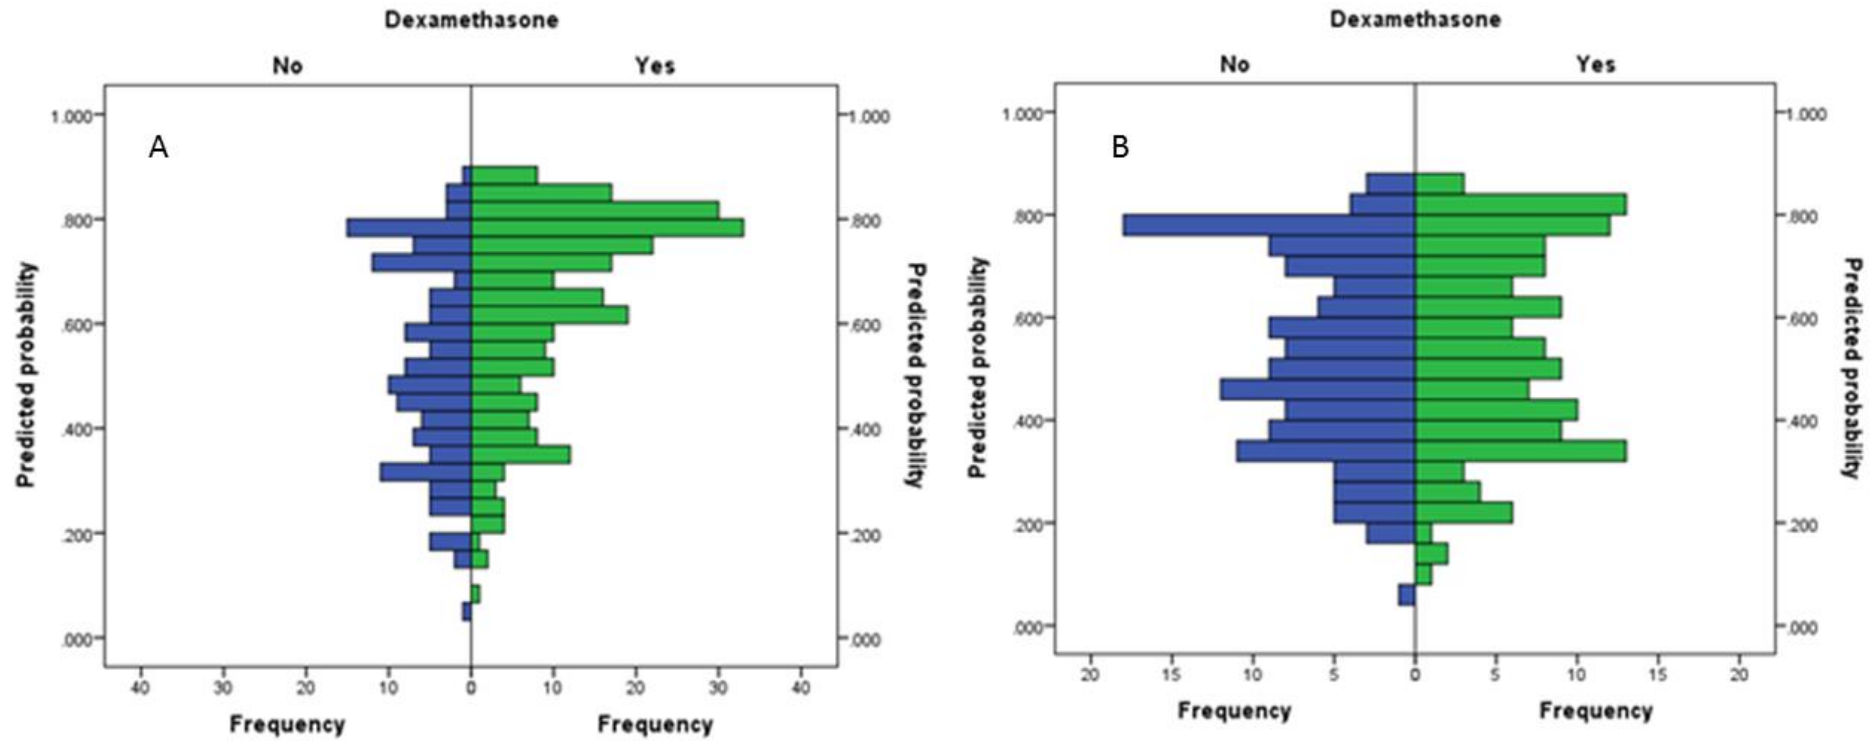 Dexamethasone
No Yes
A
1.000 1.000
.800 .800
.600 .600
.400 .400
.200 .200
.000 .000
Predicted probability
Predicted probability
40 30 20 10 0 10 20 30 40
Frequency Frequency
Dexamethasone
No Yes
B
1.000 1.000
.800 .800
.600 .600
.400 .400
.200 .200
.000 .000
Predicted probability
Predicted probability
20 15 10 5 0 5 10 15 20
Frequency Frequency